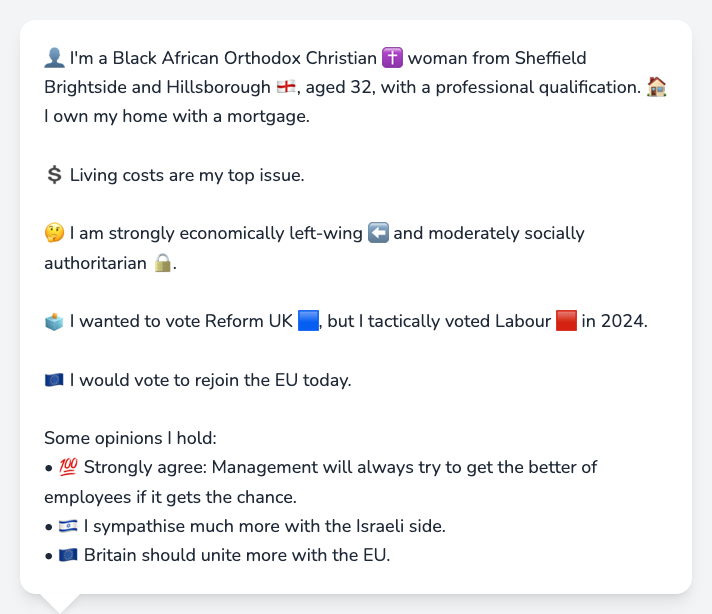 👤 I'm a Black African Orthodox Christian ✝️ woman from Sheffield
Brightside and Hillsborough 🏴󠁧󠁢󠁥󠁮󠁧󠁿, aged 32, with a professional qualification. 🏠
I own my home with a mortgage.
💲 Living costs are my top issue.
🤔 I am strongly economically left-wing ⬅️ and moderately socially
authoritarian 🔒.
🗳️ I wanted to vote Reform UK 🟦, but I tactically voted Labour 🟥 in 2024.
🇪🇺 I would vote to rejoin the EU today.
Some opinions I hold:
• 💯 Strongly agree: Management will always try to get the better of
employees if it gets the chance.
• 🇮🇱 I sympathise much more with the Israeli side.
• 🇪🇺 Britain should unite more with the EU.